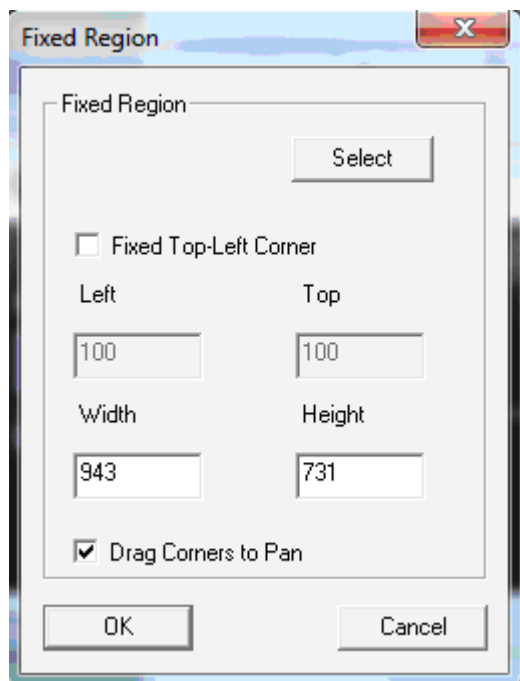 Fixed Region
Fixed Region
Select
Fixed Top-Left Corner
Left Top
100 100
Width Height
943 731
Drag Corners to Pan
OK Cancel